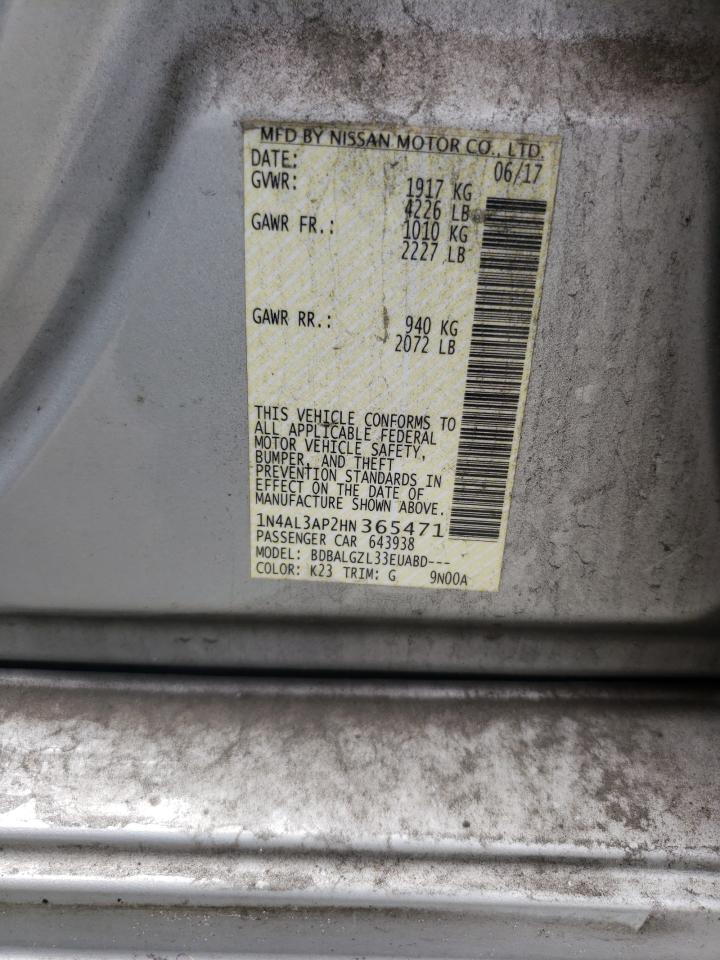 MFD BY NISSAN MOTOR CO., LTD.
DATE: 06/17
GVWR: 1917 KG
4226 LB
GAWR FR.: 1010 KG
2227 LB
GAWR RR.: 940 KG
2072 LB
THIS VEHICLE CONFORMS TO
ALL APPLICABLE FEDERAL
MOTOR VEHICLE SAFETY,
BUMPER, AND THEFT
PREVENTION STANDARDS IN
EFFECT ON THE DATE OF
MANUFACTURE SHOWN ABOVE.
1N4AL3AP2HN365471
PASSENGER CAR 643938
MODEL: BDBALGZL33EUABD---
COLOR: K23 TRIM: G 9N00A